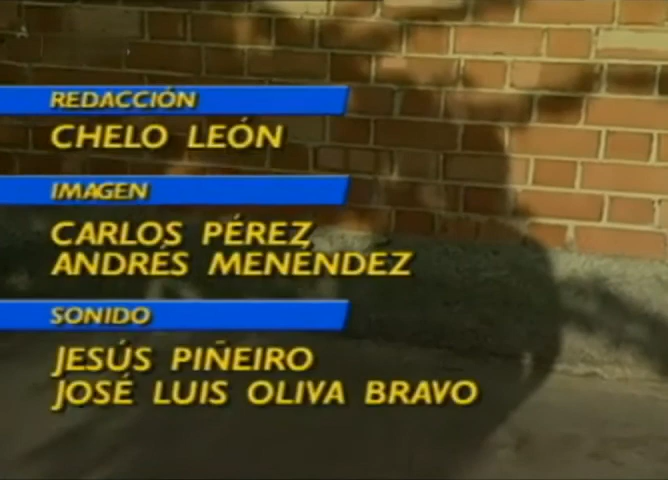 REDACCIÓN
CHELO LEÓN
IMAGEN
CARLOS PÉREZ
ANDRÉS MENÉNDEZ
SONIDO
JESÚS PIÑEIRO
JOSÉ LUIS OLIVA BRAVO